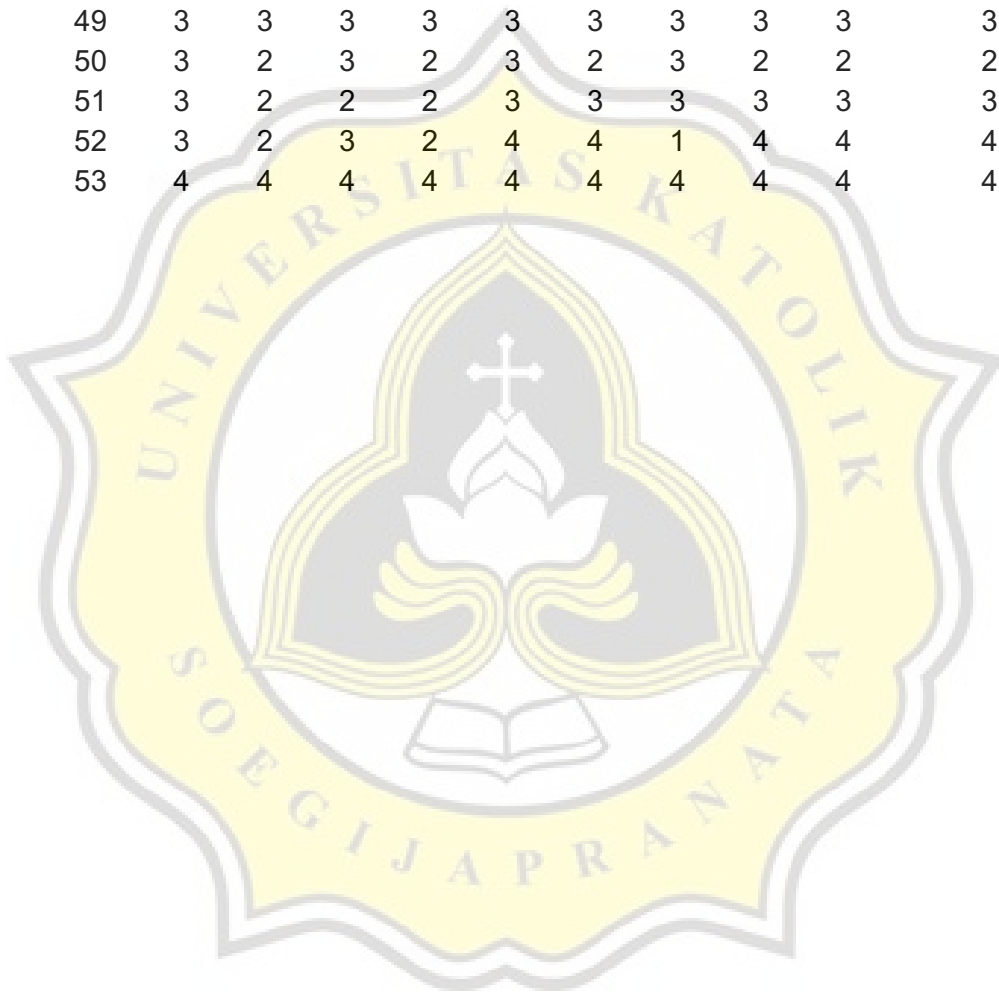 49 3 3 3 3 3 3 3 3 3 3
50 3 2 3 2 3 2 3 2 2 2
51 3 2 2 2 3 3 3 3 3 3
52 3 2 3 2 4 4 1 4 4 4
53 4 4 4 4 4 4 4 4 4 4
UNIVERSITAS KATOLIK
SOEGIJAPRANATA